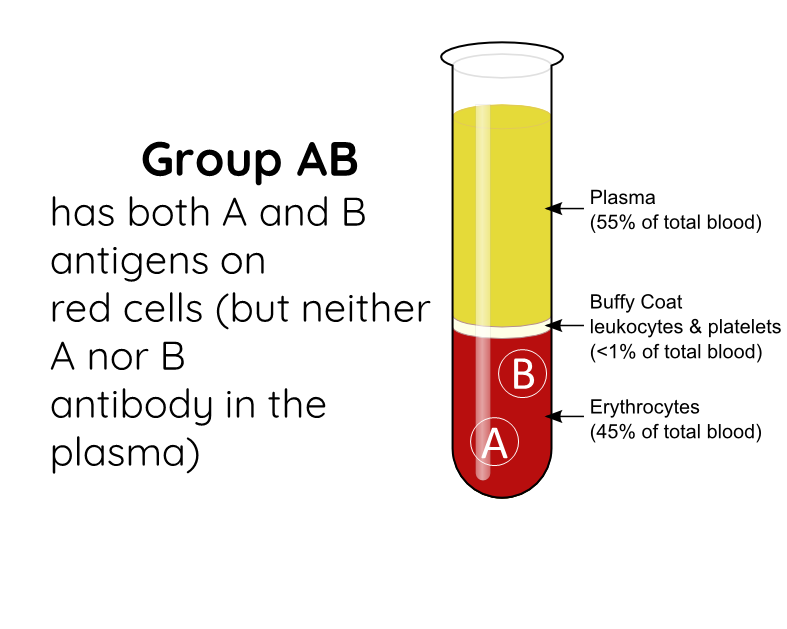 Group AB
has both A and B
antigens on
red cells (but neither
A nor B
antibody in the
plasma)
Plasma
(55% of total blood)
Buffy Coat
leukocytes & platelets
(<1% of total blood)
B
Erythrocytes
(45% of total blood)
A